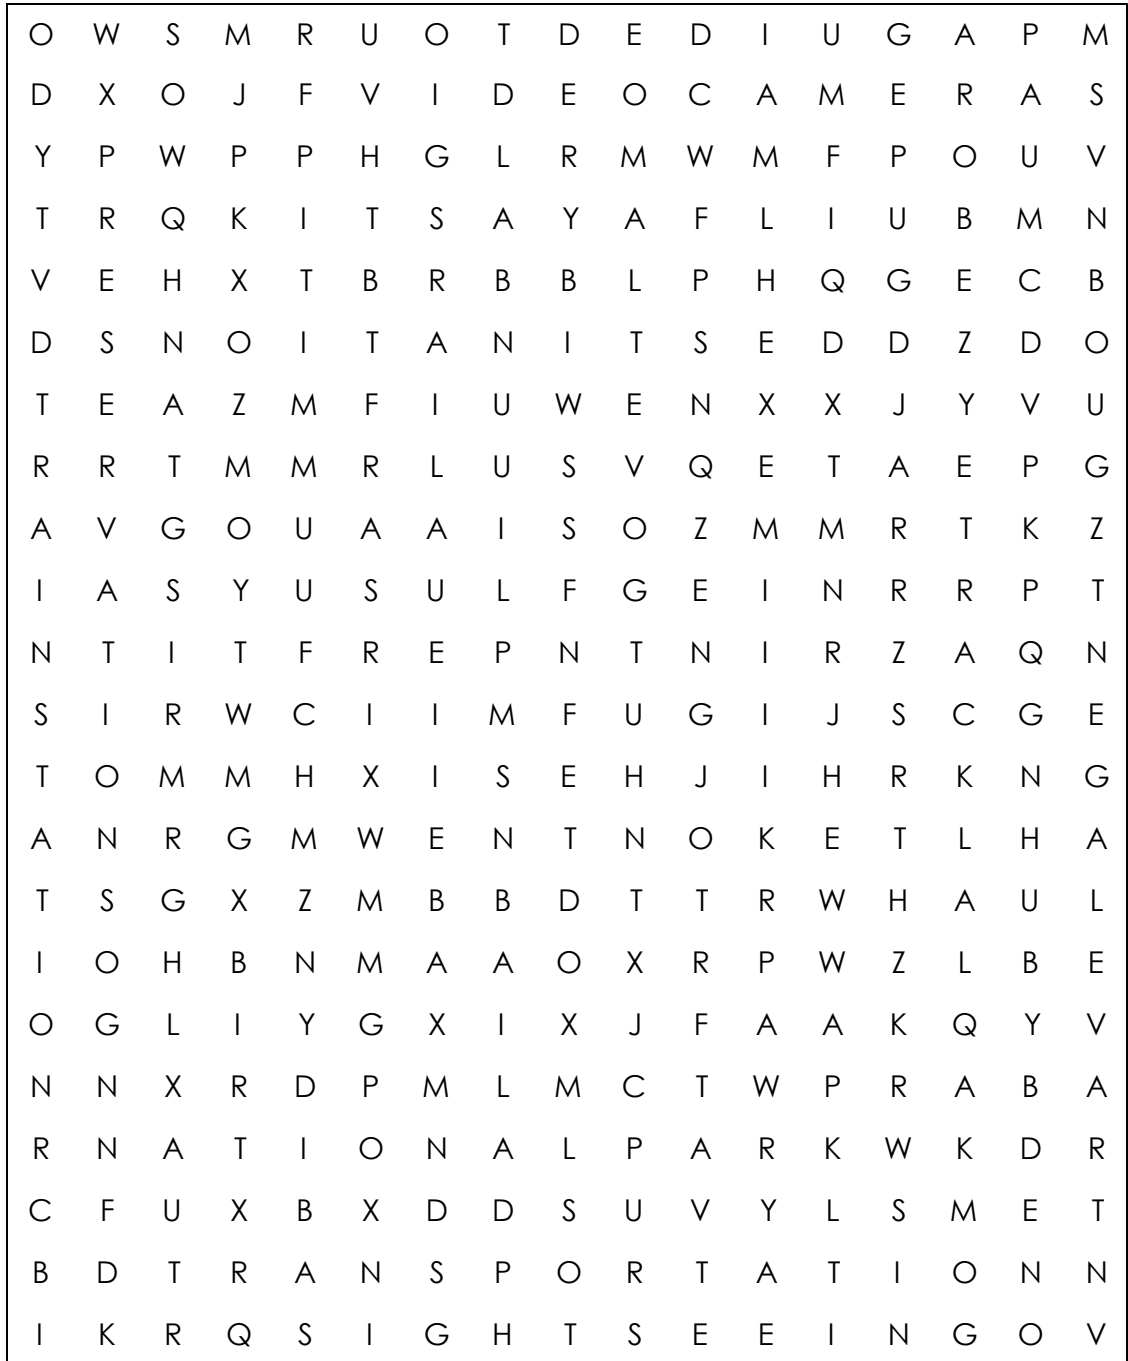 O W S M R U O T D E D I U G A P M
D X O J F V I D E O C A M E R A S
Y P W P P H G L R M W M F P O U V
T R Q K I T S A Y A F L I U B M N
V E H X T B R B B L P H Q G E C B
D S N O I T A N I T S E D D Z D O
T E A Z M F I U W E N X X J Y V U
R R T M M R L U S V Q E T A E P G
A V G O U A A I S O Z M M R T K Z
I A S Y U S U L F G E I N R R P T
N T I T F R E P N T N I R Z A Q N
S I R W C I I M F U G I J S C G E
T O M M H X I S E H J I H R K N G
A N R G M W E N T N O K E T L H A
T S G X Z M B B D T T R W H A U L
I O H B N M A A O X R P W Z L B E
O G L I Y G X I X J F A A K Q Y V
N N X R D P M L M C T W P R A B A
R N A T I O N A L P A R K W K D R
C F U X B X D D S U V Y L S M E T
B D T R A N S P O R T A T I O N N
I K R Q S I G H T S E E I N G O V